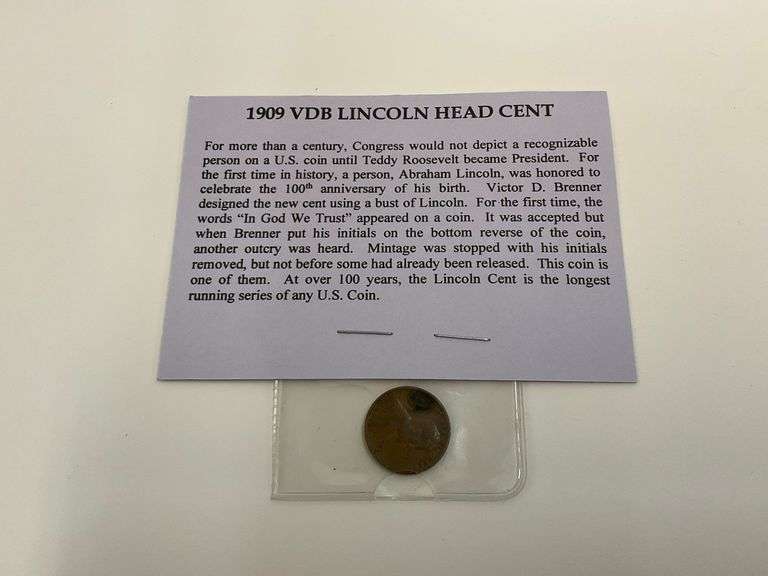 1909 VDB LINCOLN HEAD CENT
For more than a century, Congress would not depict a recognizable
person on a U.S. coin until Teddy Roosevelt became President. For
the first time in history, a person, Abraham Lincoln, was honored to
celebrate the 100th anniversary of his birth. Victor D. Brenner
designed the new cent using a bust of Lincoln. For the first time, the
words “In God We Trust” appeared on a coin. It was accepted but
when Brenner put his initials on the bottom reverse of the coin,
another outcry was heard. Mintage was stopped with his initials
removed, but not before some had already been released. This coin is
one of them. At over 100 years, the Lincoln Cent is the longest
running series of any U.S. Coin.